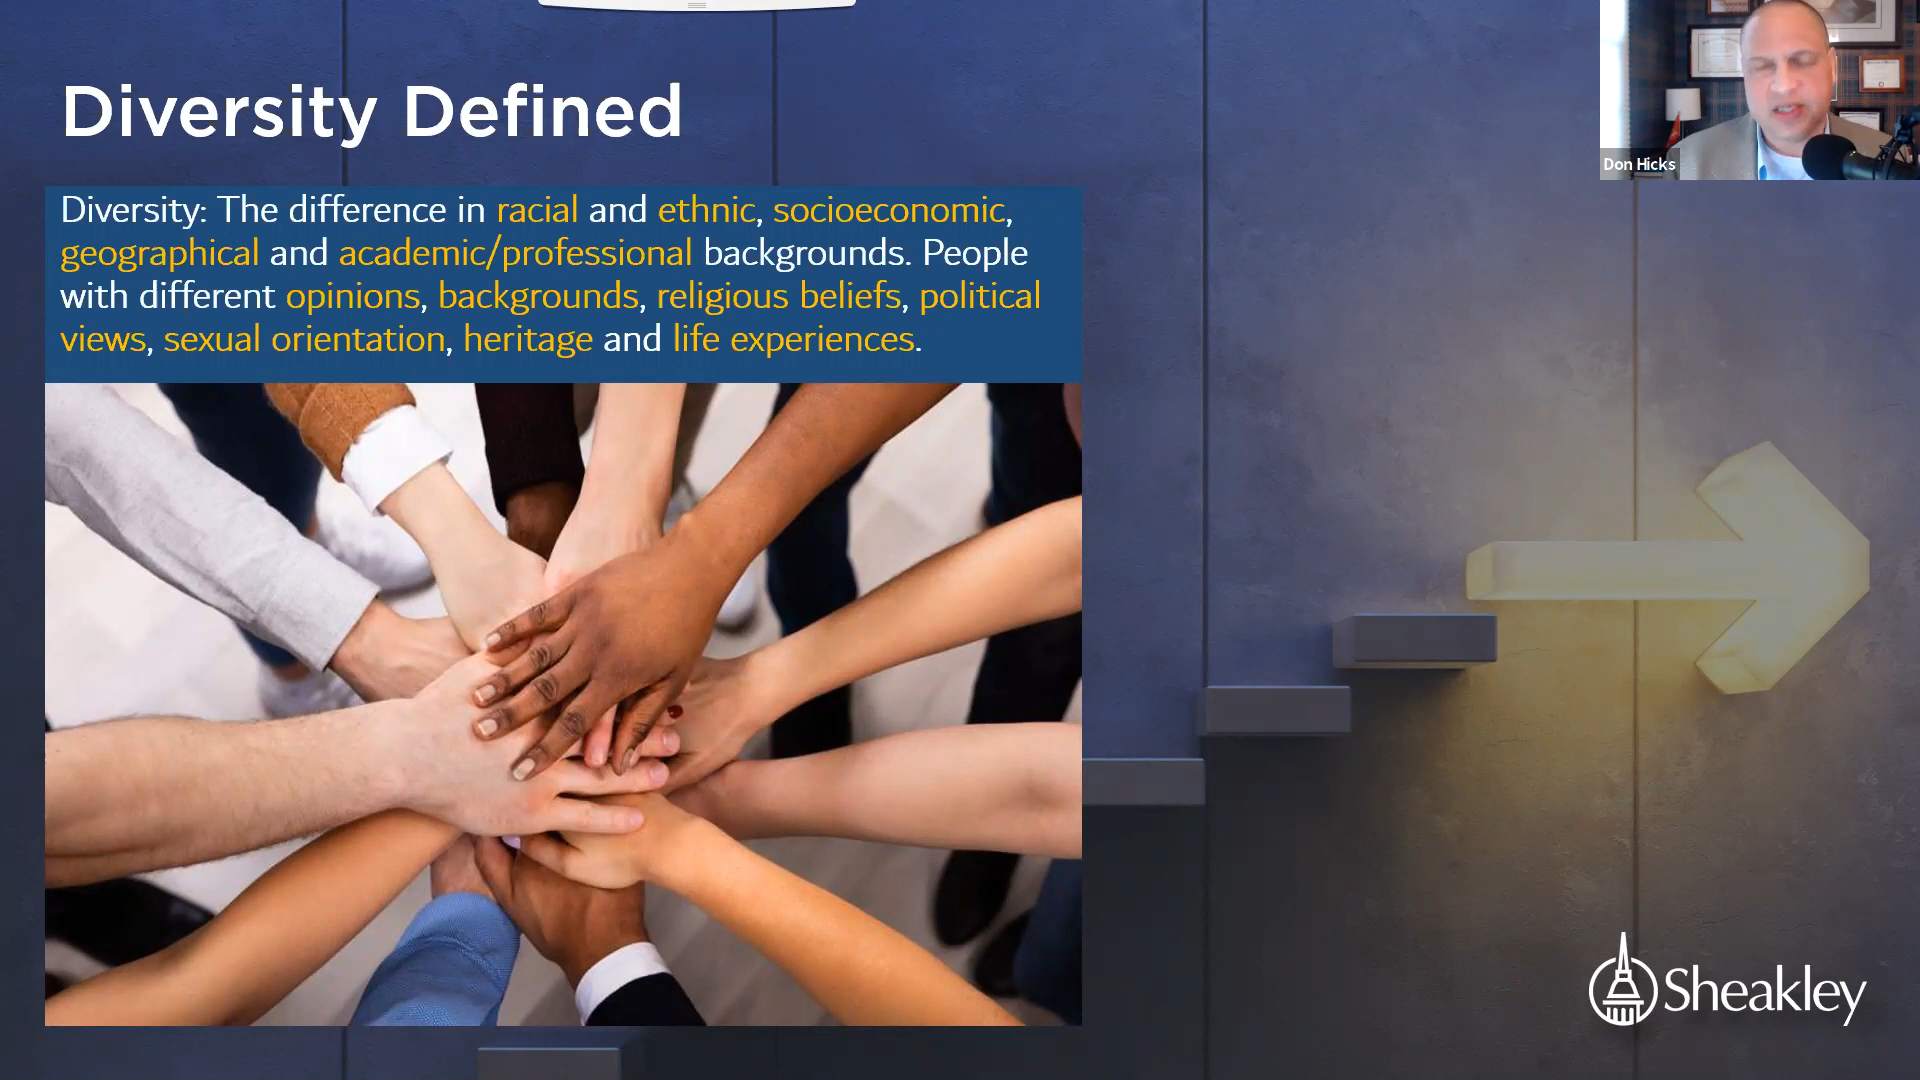 Diversity Defined
Don Hicks
Diversity: The difference in racial and ethnic, socioeconomic,
geographical and academic/professional backgrounds. People
with different opinions, backgrounds, religious beliefs, political
views, sexual orientation, heritage and life experiences.
Sheakley